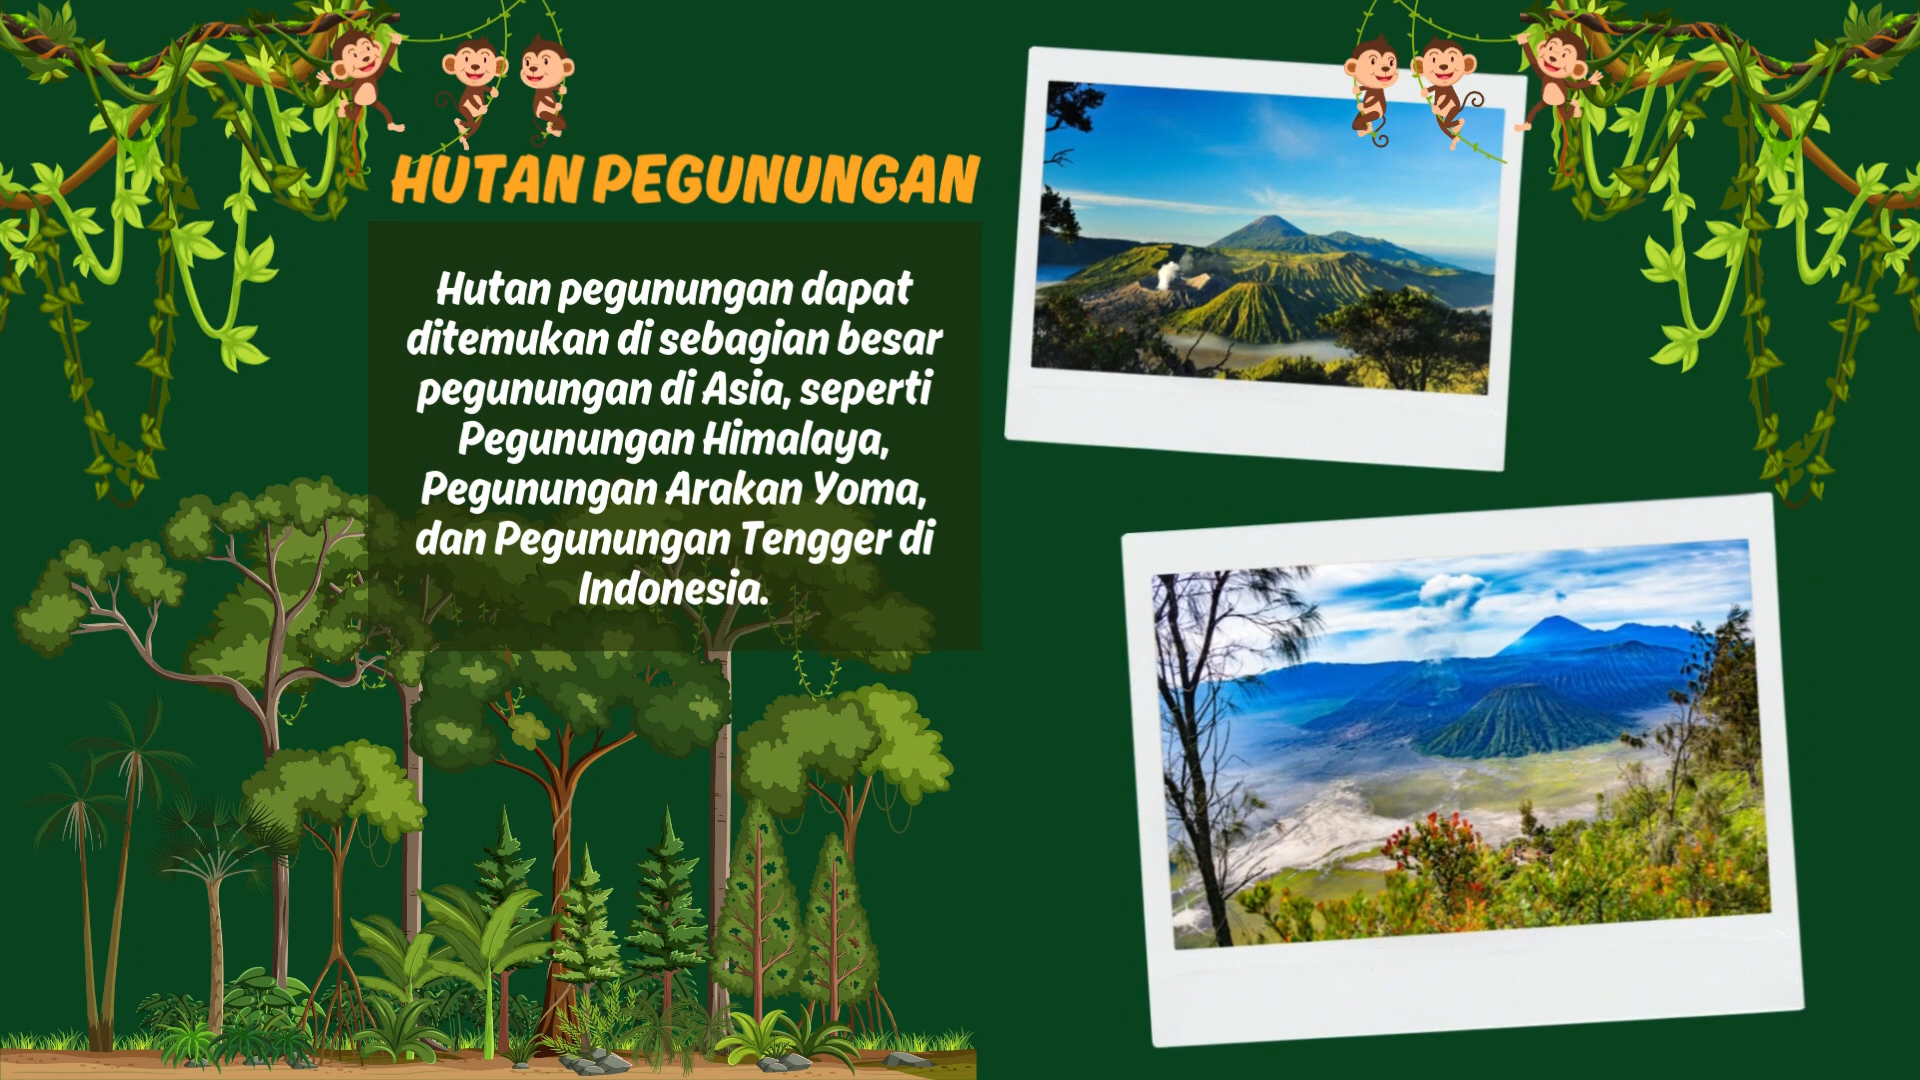 HUTAN PEGUNUNGAN
Hutan pegunungan dapat
ditemukan di sebagian besar
pegunungan di Asia, seperti
Pegunungan Himalaya,
Pegunungan Arakan Yoma,
dan Pegunungan Tengger di
Indonesia.